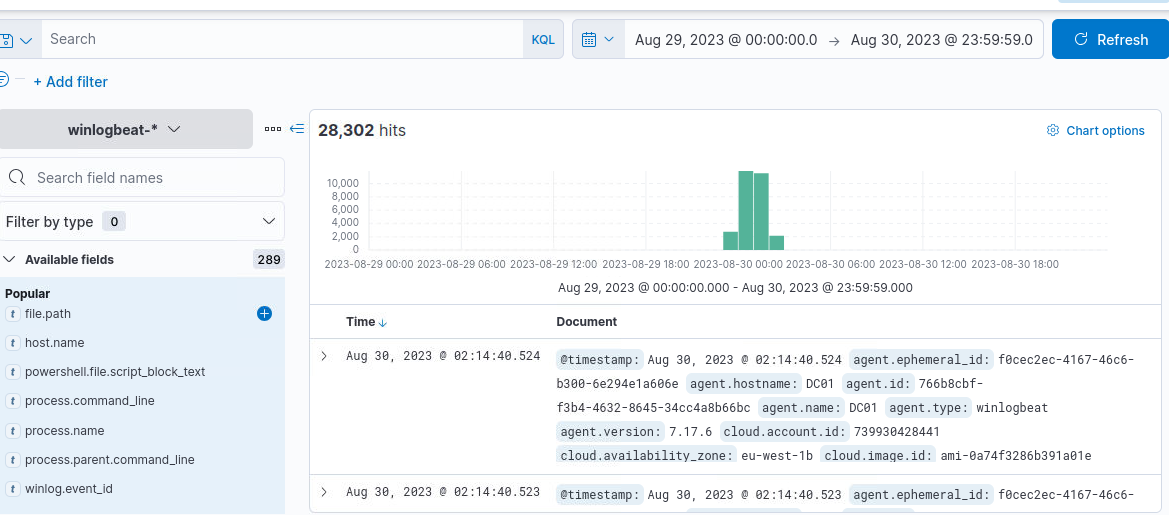 Search KQL Aug 29, 2023 @ 00:00:00.0 → Aug 30, 2023 @ 23:59:59.0 Refresh
+ Add filter
winlogbeat-*
Search field names
Filter by type 0
Available fields 289
Popular
file.path
host.name
powershell.file.script_block_text
process.command_line
process.name
process.parent.command_line
winlog.event_id
28,302 hits Chart options
10,000
8,000
6,000
4,000
2,000
0
2023-08-29 00:00 2023-08-29 06:00 2023-08-29 12:00 2023-08-29 18:00 2023-08-30 00:00 2023-08-30 06:00 2023-08-30 12:00 2023-08-30 18:00
Aug 29, 2023 @ 00:00:00.000 - Aug 30, 2023 @ 23:59:59.000
Time Document
Aug 30, 2023 @ 02:14:40.524 @timestamp: Aug 30, 2023 @ 02:14:40.524 agent.ephemeral_id: f0cec2ec-4167-46c6-
b300-6e294e1a606e agent.hostname: DC01 agent.id: 766b8cbf-
f3b4-4632-8645-34cc4a8b66bc agent.name: DC01 agent.type: winlogbeat
agent.version: 7.17.6 cloud.account.id: 739930428441
cloud.availability_zone: eu-west-1b cloud.image.id: ami-0a74f3286b391a01e
Aug 30, 2023 @ 02:14:40.523 @timestamp: Aug 30, 2023 @ 02:14:40.523 agent.ephemeral_id: f0cec2ec-4167-46c6-